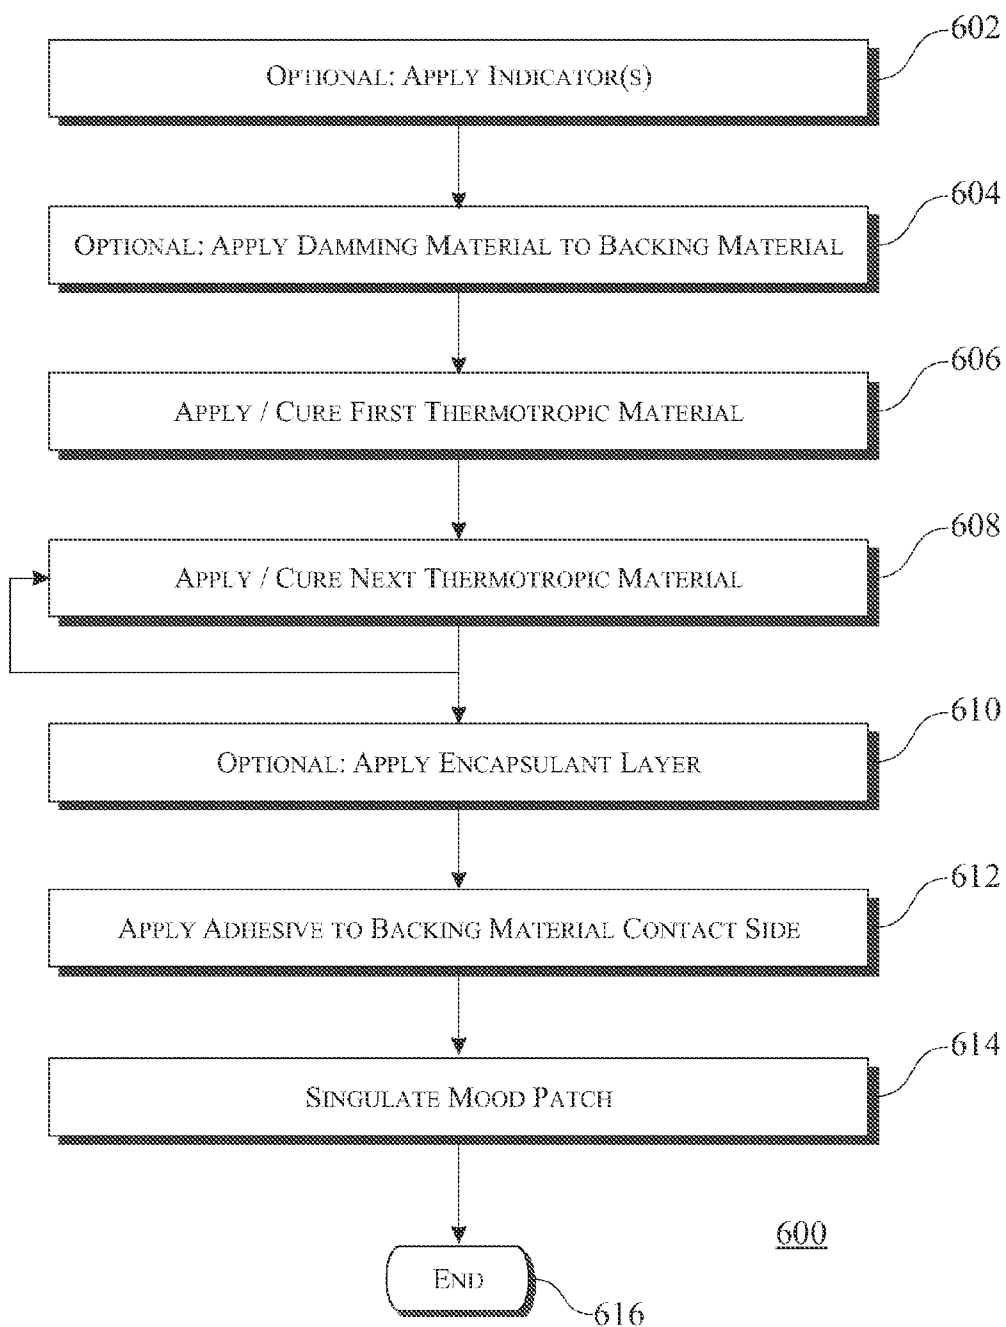 602
OPTIONAL: APPLY INDICATOR(S)
604
OPTIONAL: APPLY DAMMING MATERIAL TO BACKING MATERIAL
606
APPLY / CURE FIRST THERMOTROPIC MATERIAL
608
APPLY / CURE NEXT THERMOTROPIC MATERIAL
610
OPTIONAL: APPLY ENCAPSULANT LAYER
612
APPLY ADHESIVE TO BACKING MATERIAL CONTACT SIDE
614
SINGULATE MOOD PATCH
600
END
616